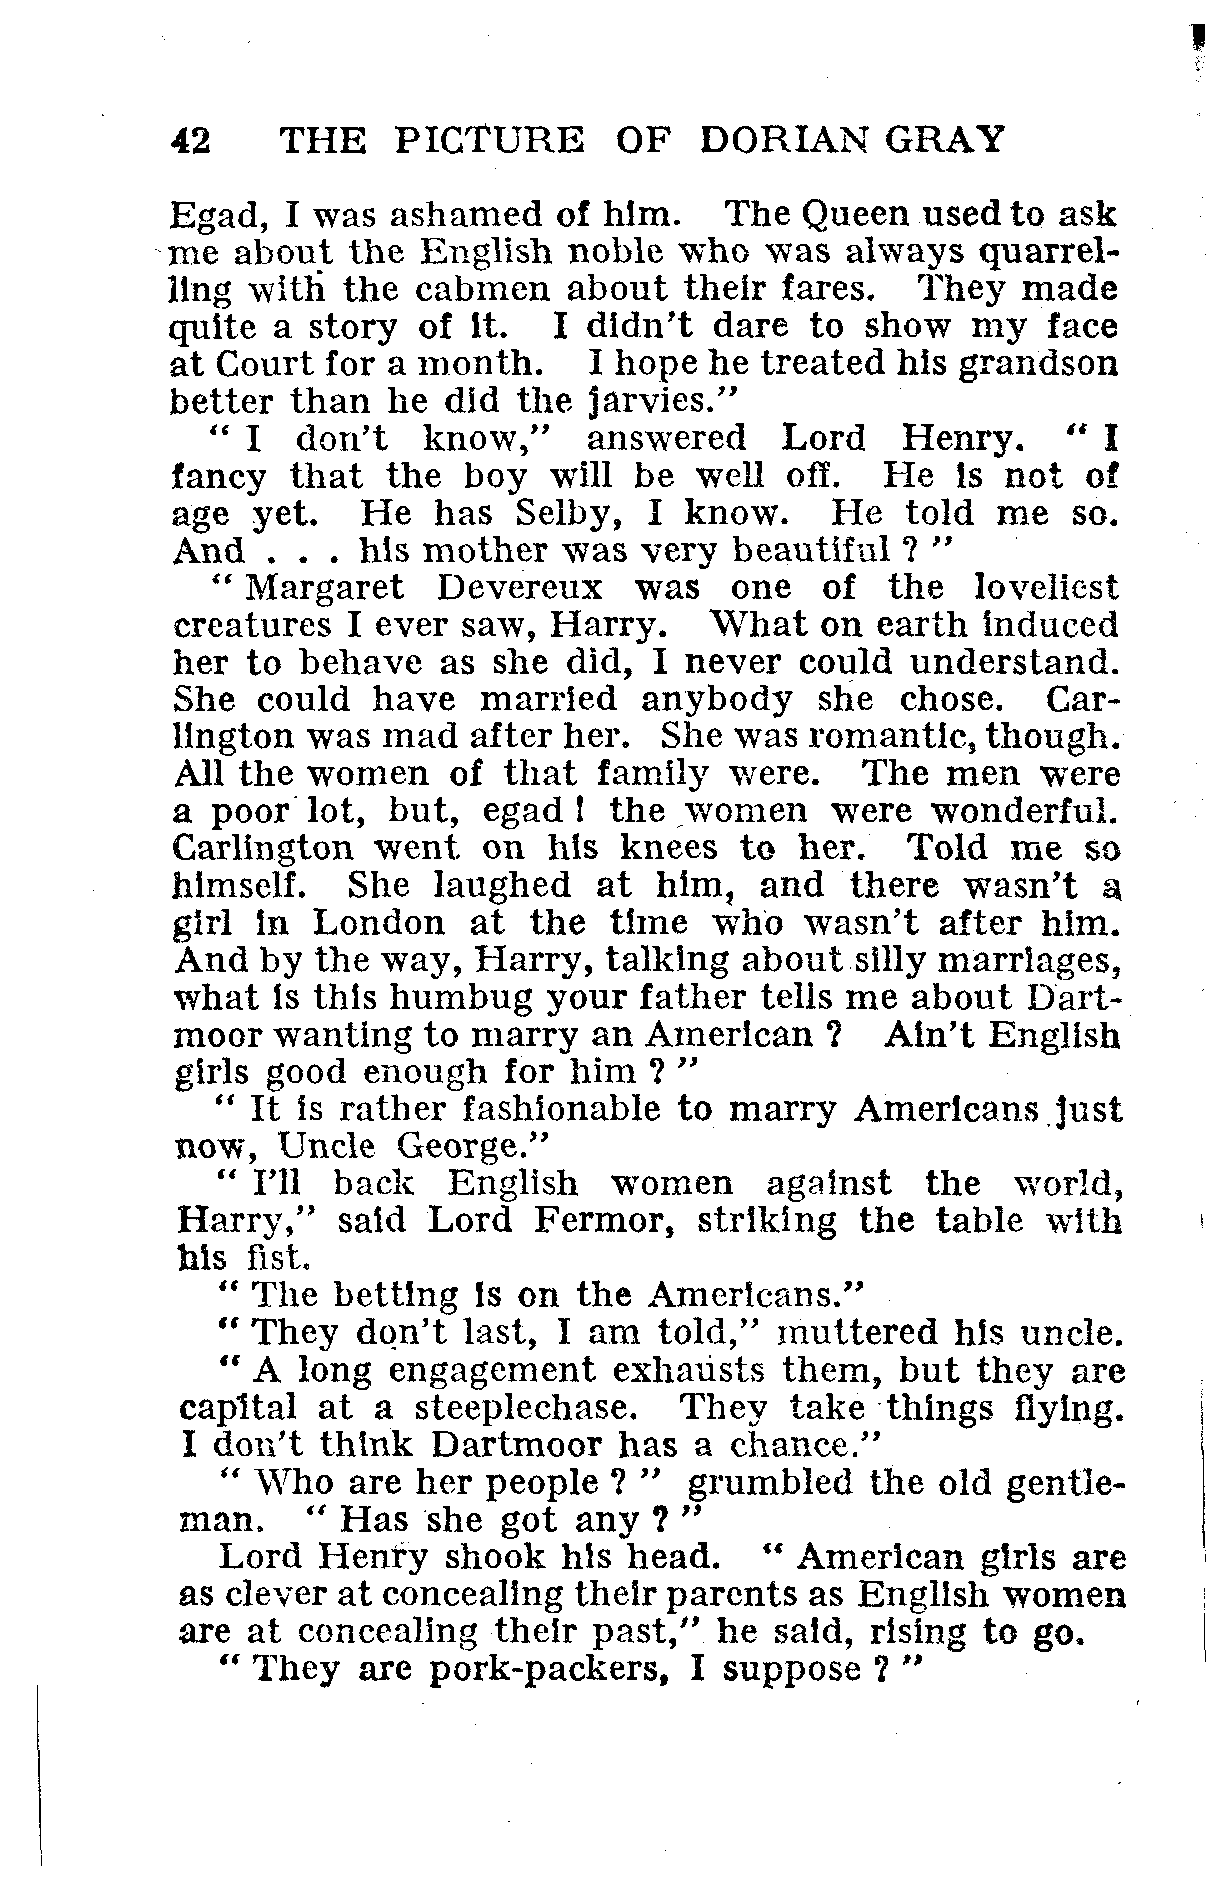 42 THE PICTURE OF DORIAN GRAY
Egad, I was ashamed of him. The Queen used to ask
me about the English noble who was always quarrel-
ling with the cabmen about their fares. They made
quite a story of it. I didn't dare to show my face
at Court for a month. I hope he treated his grandson
better than he did the jarvies."
" I don't know," answered Lord Henry. " I
fancy that the boy will be well off. He is not of
age yet. He has Selby, I know. He told me so.
And . . . his mother was very beautiful ? "
" Margaret Devereux was one of the loveliest
creatures I ever saw, Harry. What on earth induced
her to behave as she did, I never could understand.
She could have married anybody she chose. Car-
lington was mad after her. She was romantic, though.
All the women of that family were. The men were
a poor lot, but, egad ! the women were wonderful.
Carlington went on his knees to her. Told me so
himself. She laughed at him, and there wasn't a
girl in London at the time who wasn't after him.
And by the way, Harry, talking about silly marriages,
what is this humbug your father tells me about Dart-
moor wanting to marry an American ? Ain't English
girls good enough for him ? "
" It is rather fashionable to marry Americans just
now, Uncle George."
" I'll back English women against the world,
Harry," said Lord Fermor, striking the table with
his fist.
" The betting is on the Americans."
" They don't last, I am told," muttered his uncle.
" A long engagement exhausts them, but they are
capital at a steeplechase. They take things flying.
I don't think Dartmoor has a chance."
" Who are her people ? " grumbled the old gentle-
man. " Has she got any ? "
Lord Henry shook his head. " American girls are
as clever at concealing their parents as English women
are at concealing their past," he said, rising to go.
" They are pork-packers, I suppose ? "